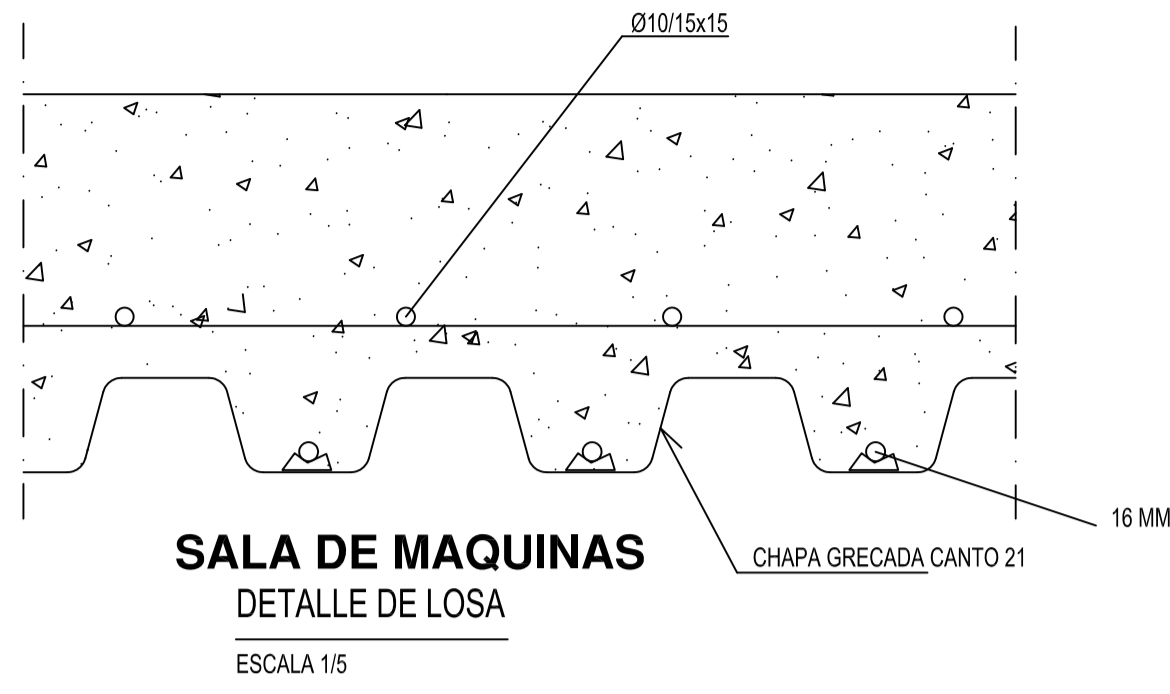 Ø10/15x15
16 MM
SALA DE MAQUINAS
CHAPA GRECADA CANTO 21
DETALLE DE LOSA
ESCALA 1/5